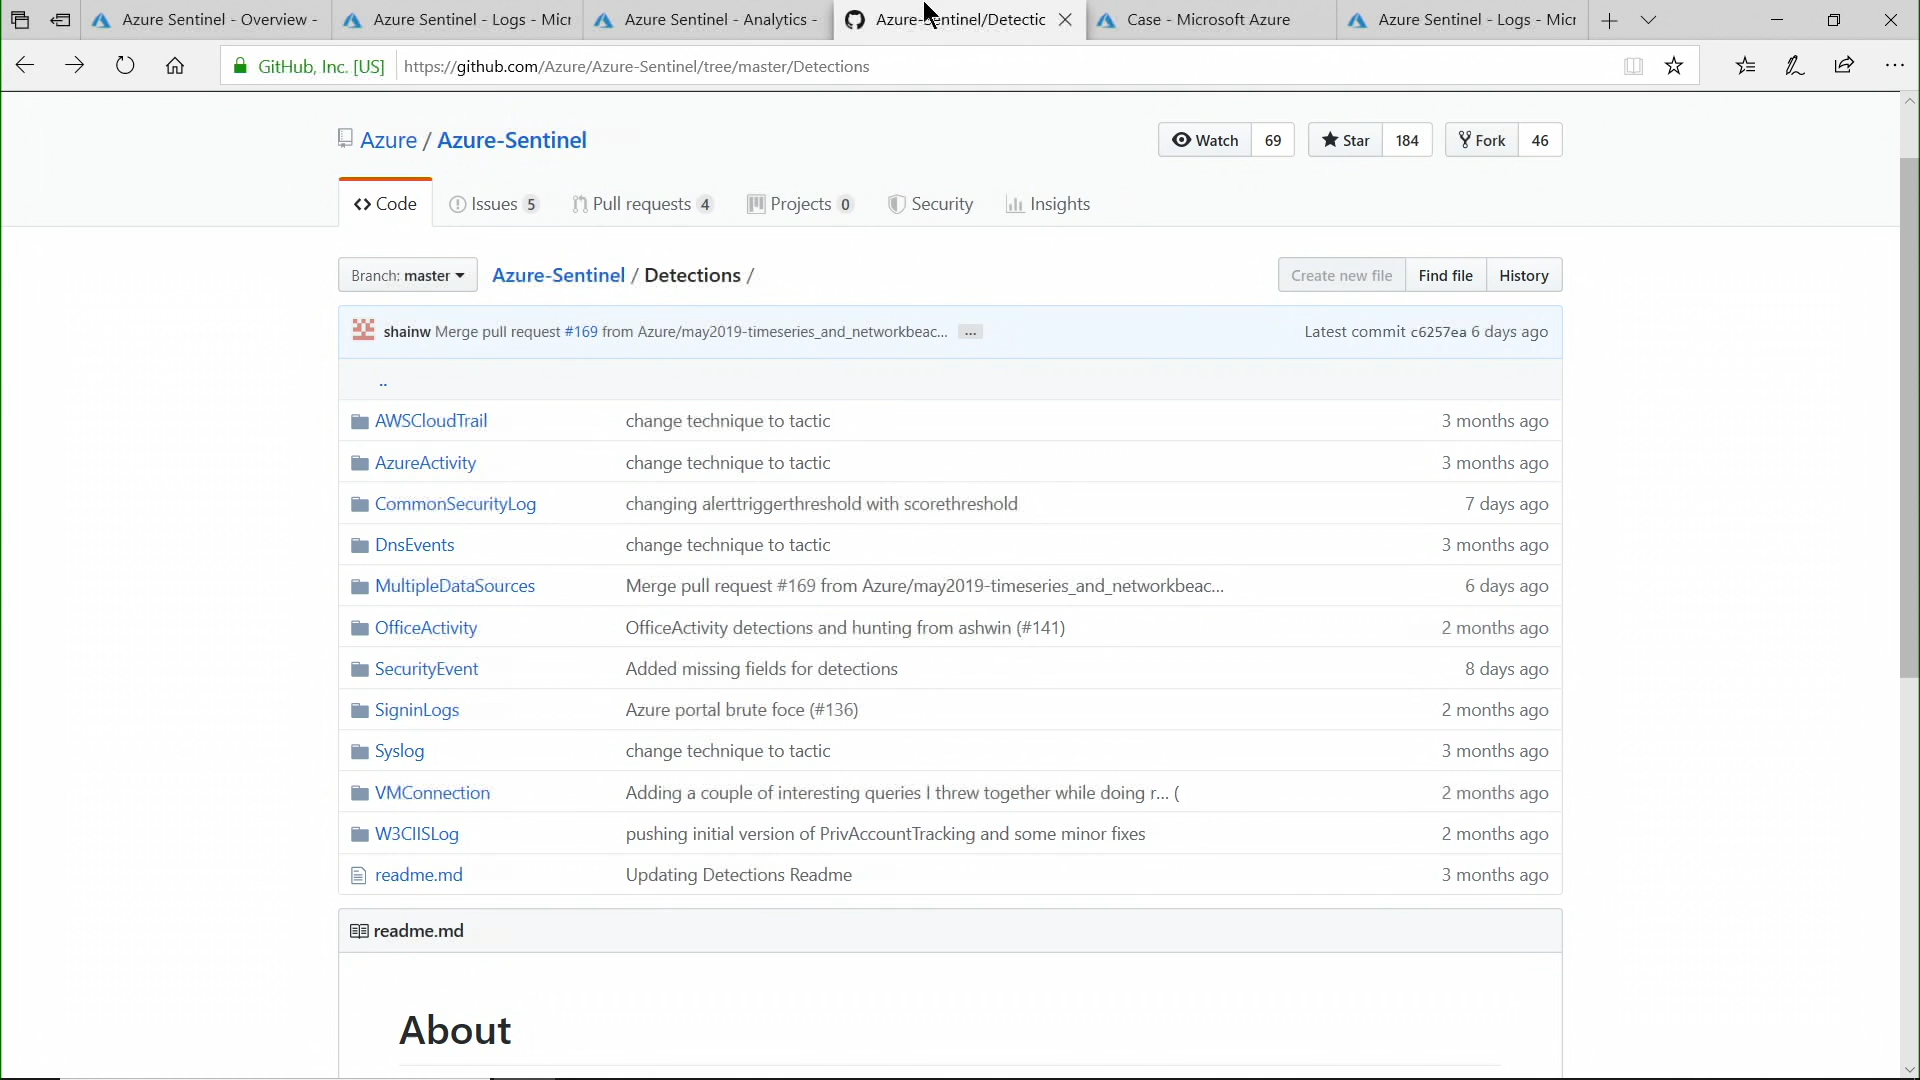 Azure Sentinel - Overview -
Azure Sentinel - Logs - Micr
Azure Sentinel - Analytics -
Azure-Sentinel/Detectic
Case - Microsoft Azure
Azure Sentinel - Logs - Micr
GitHub, Inc. [US]
https://github.com/Azure/Azure-Sentinel/tree/master/Detections
Azure / Azure-Sentinel
Watch 69
Star 184
Fork 46
Code
Issues 5
Pull requests 4
Projects 0
Security
Insights
Branch: master
Azure-Sentinel / Detections /
Create new file
Find file
History
shainw Merge pull request #169 from Azure/may2019-timeseries_and_networkbeac... ...
Latest commit c6257ea 6 days ago
..
AWSCloudTrail change technique to tactic 3 months ago
AzureActivity change technique to tactic 3 months ago
CommonSecurityLog changing alerttriggerthreshold with scorethreshold 7 days ago
DnsEvents change technique to tactic 3 months ago
MultipleDataSources Merge pull request #169 from Azure/may2019-timeseries_and_networkbeac... 6 days ago
OfficeActivity OfficeActivity detections and hunting from ashwin (#141) 2 months ago
SecurityEvent Added missing fields for detections 8 days ago
SigninLogs Azure portal brute foce (#136) 2 months ago
Syslog change technique to tactic 3 months ago
VMConnection Adding a couple of interesting queries I threw together while doing r... ( 2 months ago
W3CIISLog pushing initial version of PrivAccountTracking and some minor fixes 2 months ago
readme.md Updating Detections Readme 3 months ago
readme.md
About